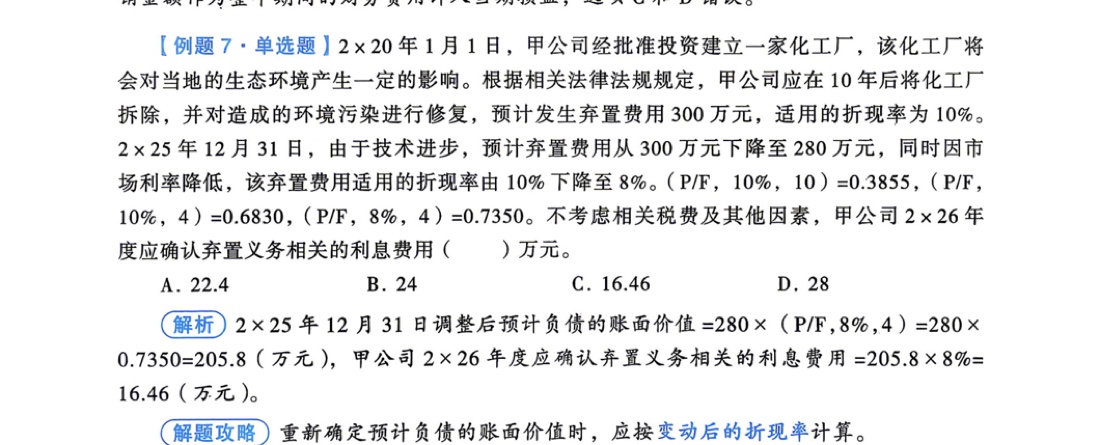 【例题7·单选题】2×20年1月1日，甲公司经批准投资建立一家化工厂，该化工厂将
会对当地的生态环境产生一定的影响。根据相关法律法规规定，甲公司应在10年后将化工厂
拆除，并对造成的环境污染进行修复，预计发生弃置费用300万元，适用的折现率为10%。
2×25年12月31日，由于技术进步，预计弃置费用从300万元下降至280万元，同时因市
场利率降低，该弃置费用适用的折现率由10%下降至8%。（P/F，10%，10）=0.3855，（P/F，
10%，4）=0.6830，（P/F，8%，4）=0.7350。不考虑相关税费及其他因素，甲公司2×26年
度应确认弃置义务相关的利息费用（　　）万元。
A. 22.4　B. 24　C. 16.46　D. 28
解析 2×25年12月31日调整后预计负债的账面价值=280×（P/F,8%,4）=280×
0.7350=205.8（万元），甲公司2×26年度应确认弃置义务相关的利息费用=205.8×8%=
16.46（万元）。
解题攻略 重新确定预计负债的账面价值时，应按变动后的折现率计算。